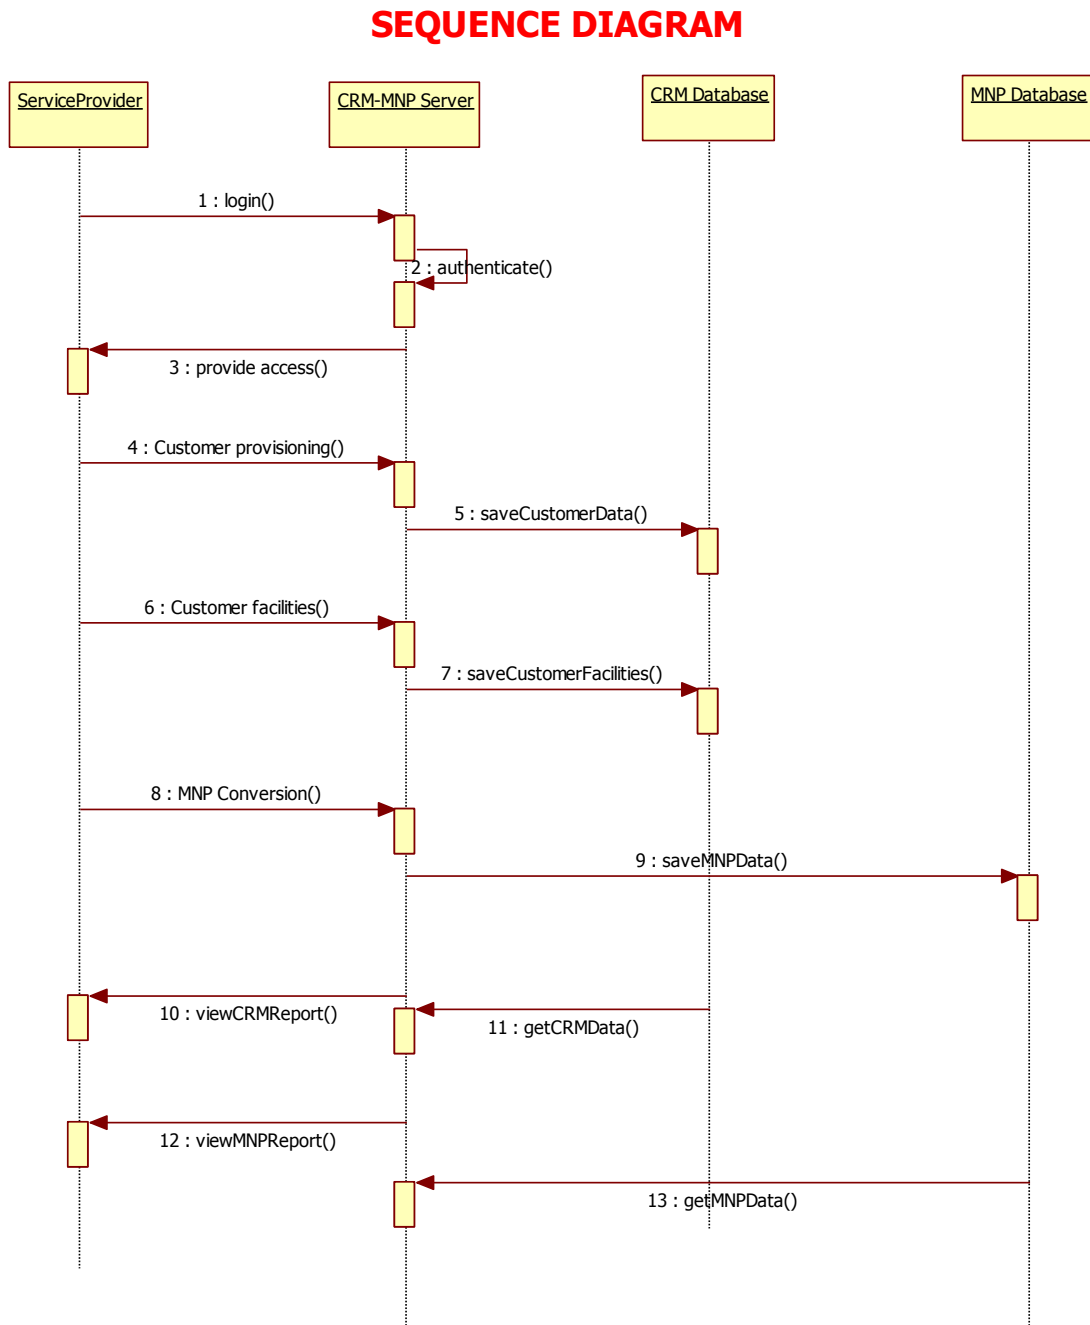 SEQUENCE DIAGRAM
ServiceProvider
CRM-MNP Server
CRM Database
MNP Database
1 : login()
2 : authenticate()
3 : provide access()
4 : Customer provisioning()
5 : saveCustomerData()
6 : Customer facilities()
7 : saveCustomerFacilities()
8 : MNP Conversion()
9 : saveMNPData()
10 : viewCRMReport()
11 : getCRMData()
12 : viewMNPReport()
13 : getMNPData()